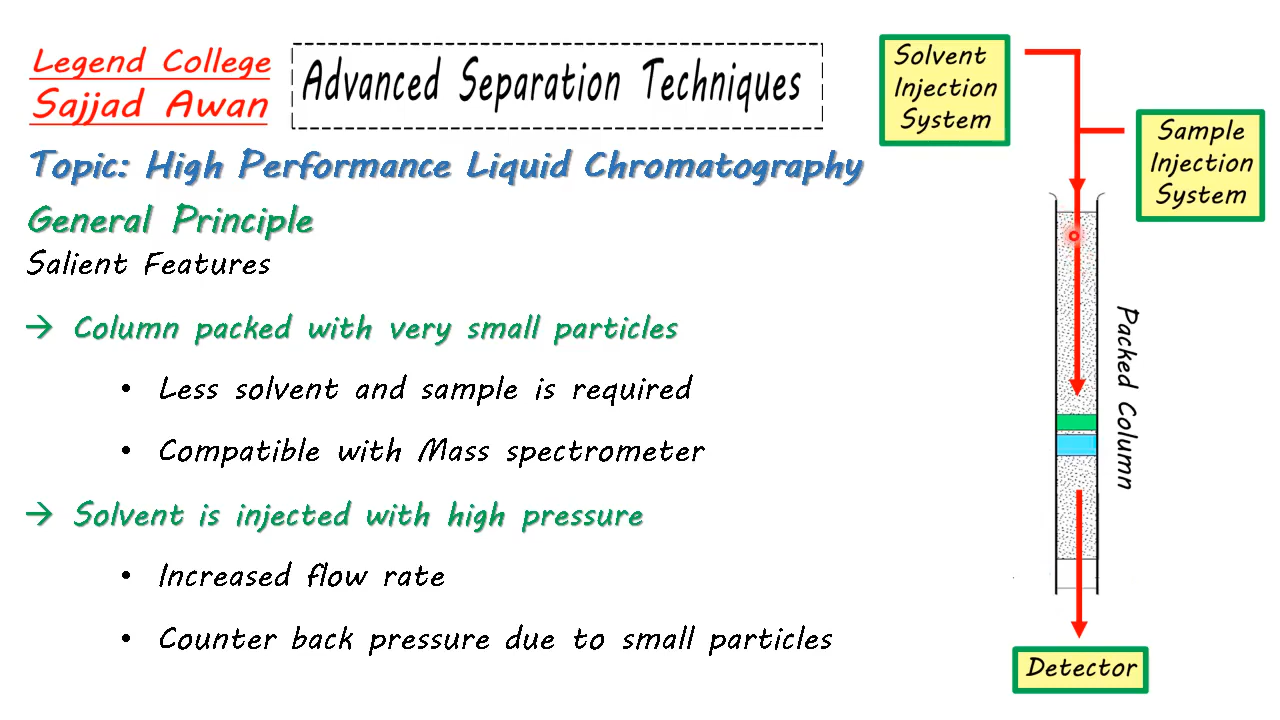 Legend College
Sajjad Awan
Advanced Separation Techniques
Topic: High Performance Liquid Chromatography
General Principle
Salient Features
→ Column packed with very small particles
• Less solvent and sample is required
• Compatible with Mass spectrometer
→ Solvent is injected with high pressure
• Increased flow rate
• Counter back pressure due to small particles
Solvent
Injection
System
Sample
Injection
System
Packed Column
Detector